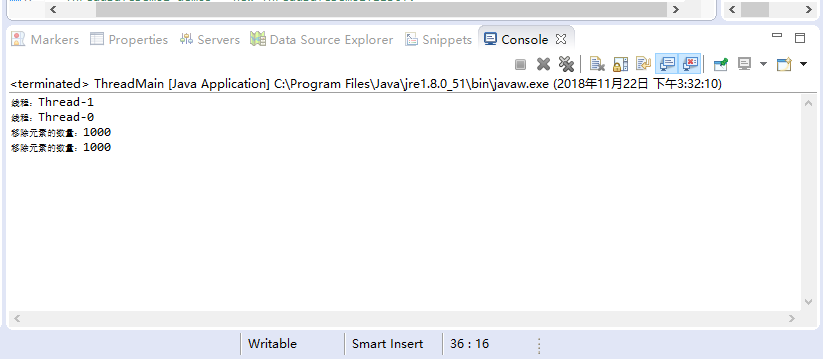 Markers Properties Servers Data Source Explorer Snippets Console
<terminated> ThreadMain [Java Application] C:\Program Files\Java\jre1.8.0_51\bin\javaw.exe (2018年11月22日 下午3:32:10)
线程：Thread-1
线程：Thread-0
移除元素的数量：1000
移除元素的数量：1000
Writable Smart Insert 36 : 16